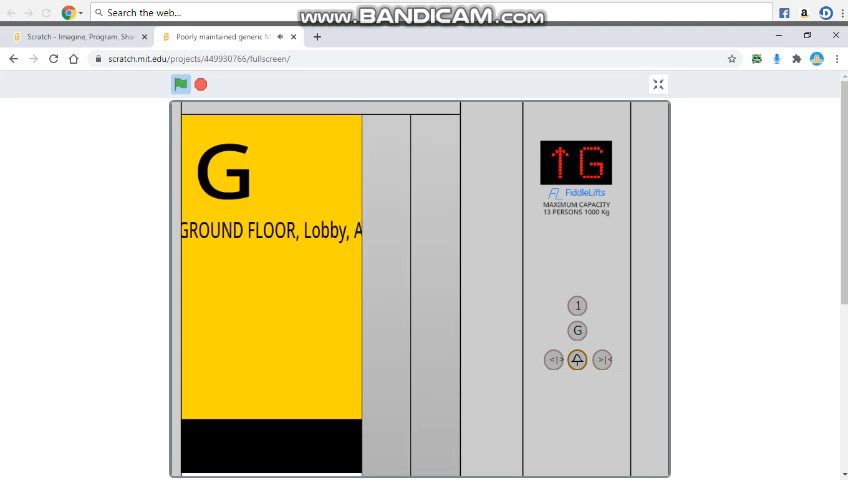 www.BANDICAM.com
Search the web...
Scratch - Imagine, Program, Sha
Poorly maintained generic M
scratch.mit.edu/projects/449930766/fullscreen/
G
GROUND FLOOR, Lobby, A
↑G
FL FiddleLifts
MAXIMUM CAPACITY
13 PERSONS 1000 Kg
1
G
<|> >|<